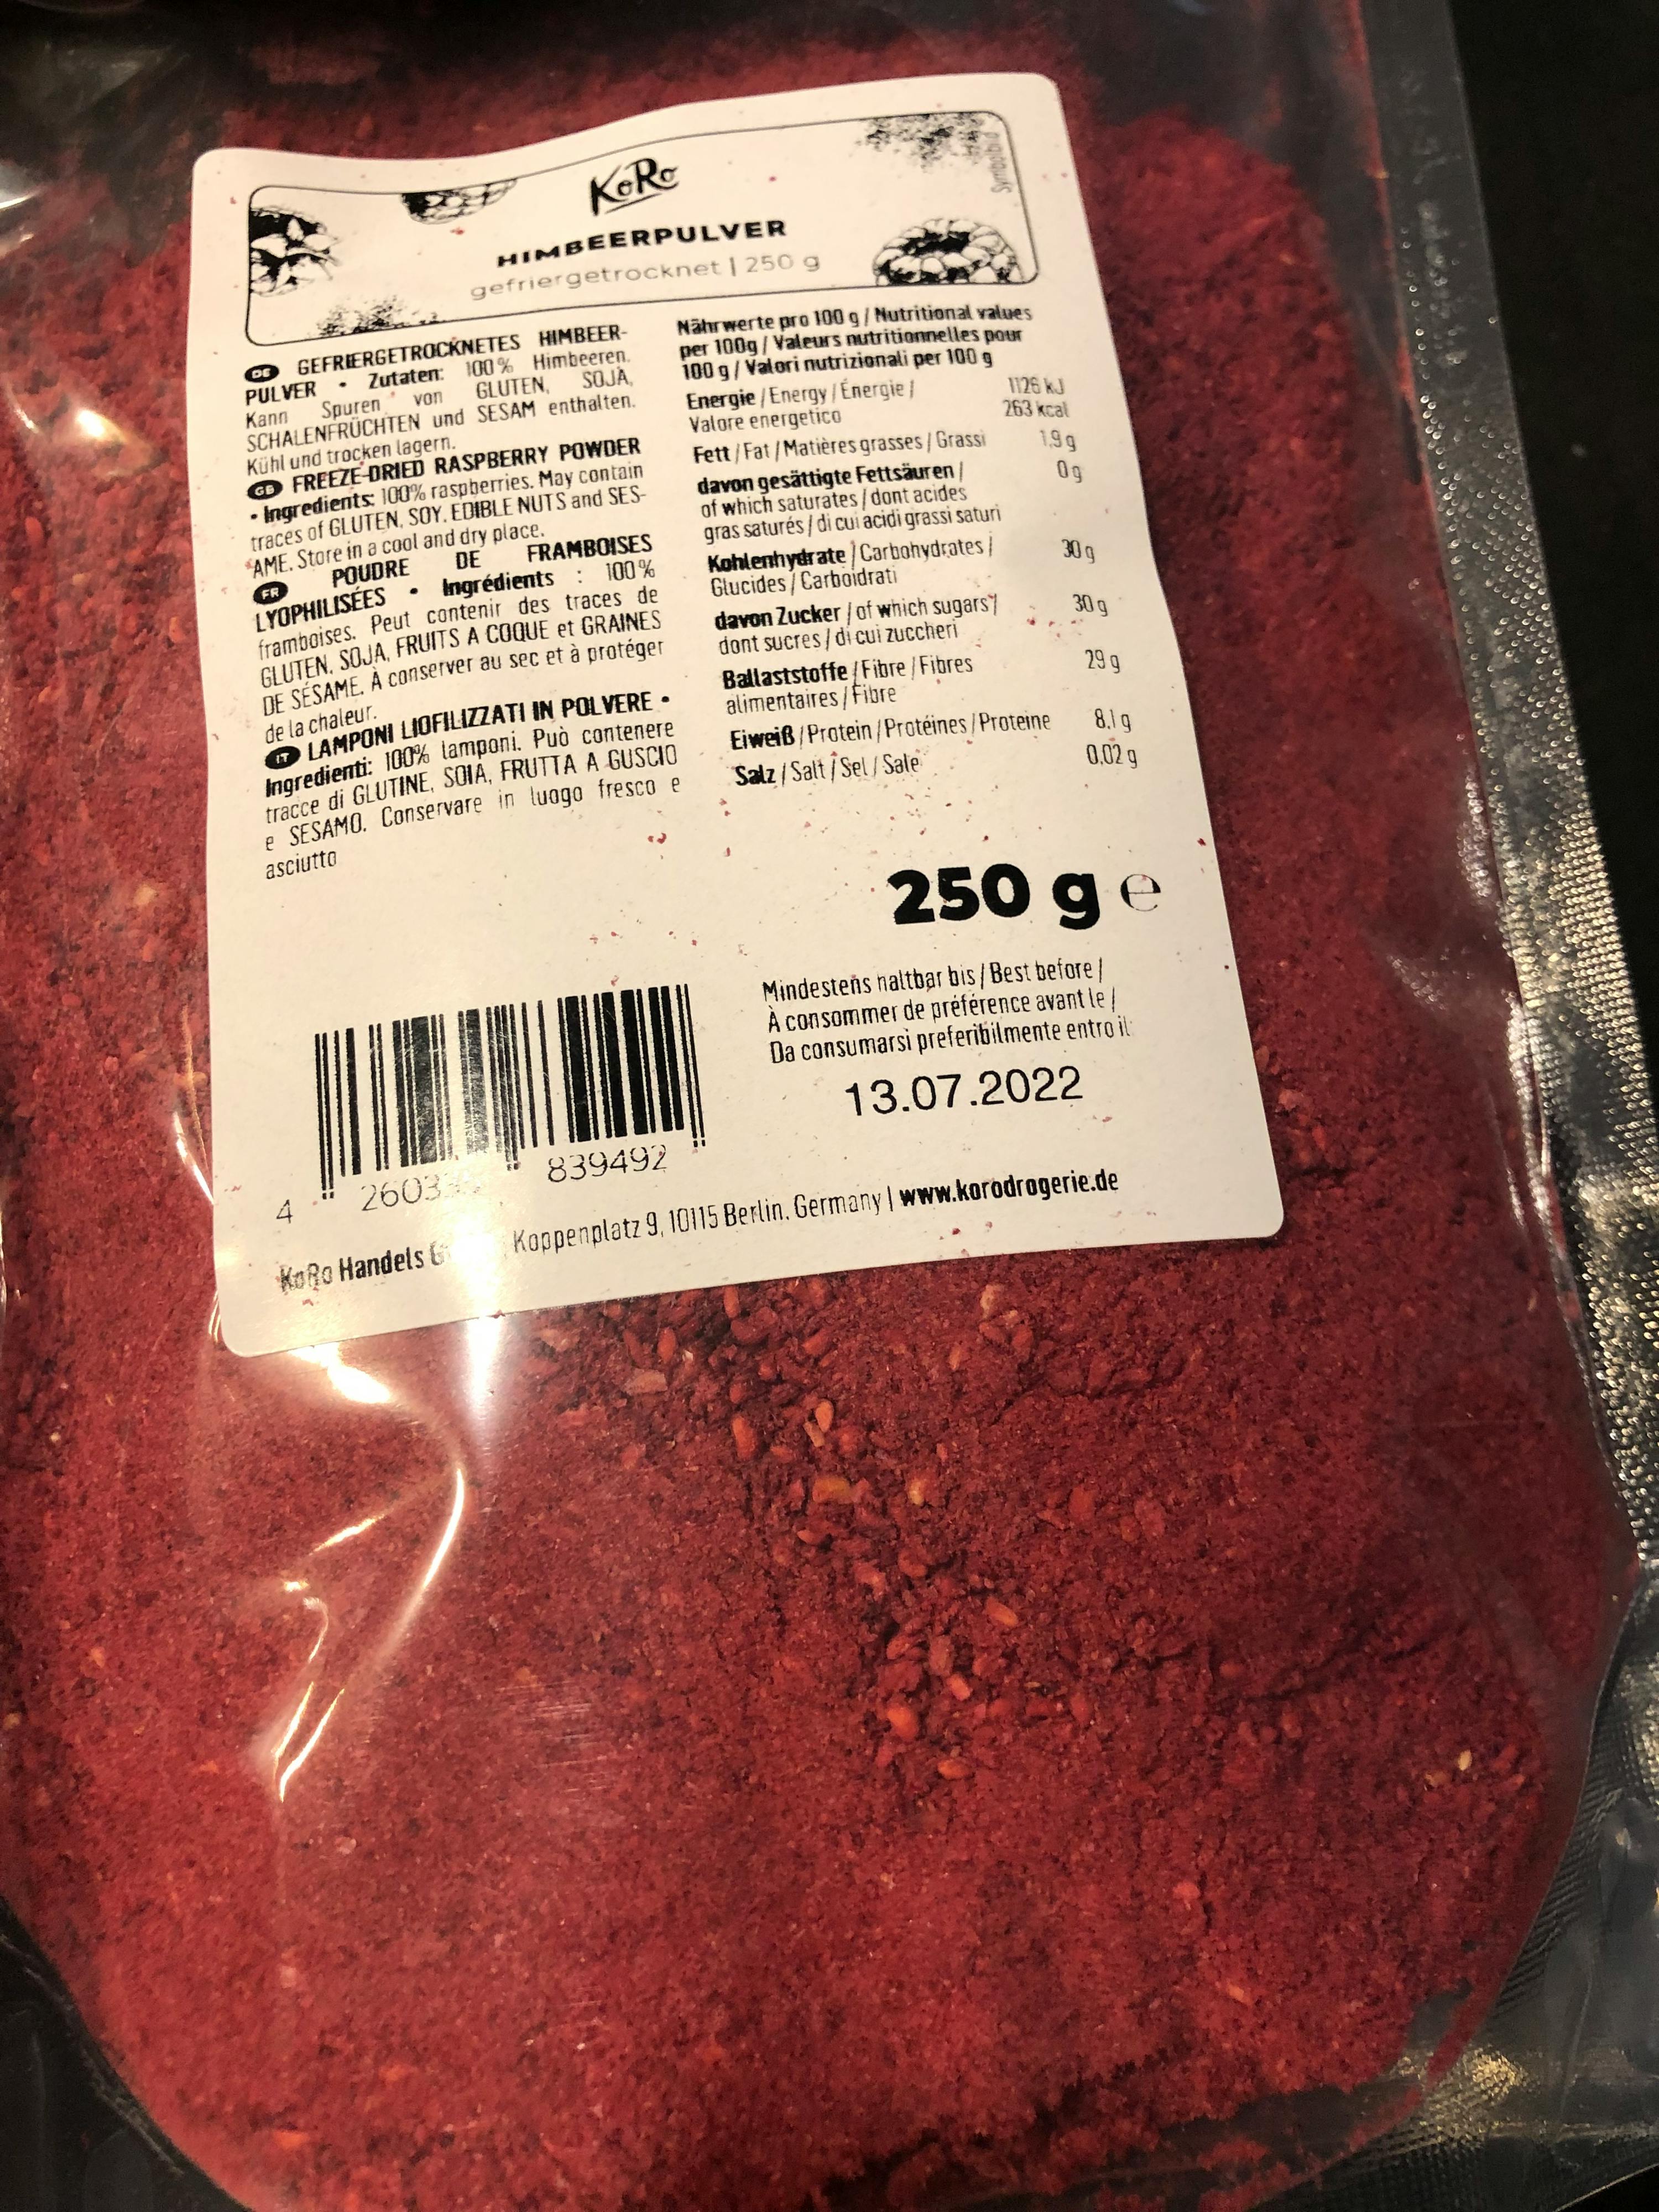 KoRo
HIMBEERPULVER
gefriergetrocknet | 250 g
Symbolbild
DE GEFRIERGETROCKNETES HIMBEER-
PULVER • Zutaten: 100 % Himbeeren.
Kann Spuren von GLUTEN, SOJA,
SCHALENFRÜCHTEN und SESAM enthalten.
Kühl und trocken lagern.
GB FREEZE-DRIED RASPBERRY POWDER
• Ingredients: 100% raspberries. May contain
traces of GLUTEN, SOY, EDIBLE NUTS and SES-
AME. Store in a cool and dry place.
FR POUDRE DE FRAMBOISES
LYOPHILISÉES • Ingrédients : 100 %
framboises. Peut contenir des traces de
GLUTEN, SOJA, FRUITS A COQUE et GRAINES
DE SÉSAME. À conserver au sec et à protéger
de la chaleur.
IT LAMPONI LIOFILIZZATI IN POLVERE •
Ingredienti: 100% lamponi. Può contenere
tracce di GLUTINE, SOIA, FRUTTA A GUSCIO
e SESAMO. Conservare in luogo fresco e
asciutto
Nährwerte pro 100 g / Nutritional values
per 100g / Valeurs nutritionnelles pour
100 g / Valori nutrizionali per 100 g
Energie / Energy / Énergie / 1126 kJ
Valore energetico 263 kcal
Fett / Fat / Matières grasses / Grassi 1,9 g
davon gesättigte Fettsäuren / 0 g
of which saturates / dont acides
gras saturés / di cui acidi grassi saturi
Kohlenhydrate / Carbohydrates / 30 g
Glucides / Carboidrati
davon Zucker / of which sugars / 30 g
dont sucres / di cui zuccheri
Ballaststoffe / Fibre / Fibres 29 g
alimentaires / Fibre
Eiweiß / Protein / Protéines / Proteine 8,1 g
Salz / Salt / Sel / Sale 0,02 g
250 g e
Mindestens haltbar bis / Best before /
À consommer de préférence avant le /
Da consumarsi preferibilmente entro il:
13.07.2022
4 839492
KoRo Handels Koppenplatz 9, 10115 Berlin, Germany | www.korodrogerie.de